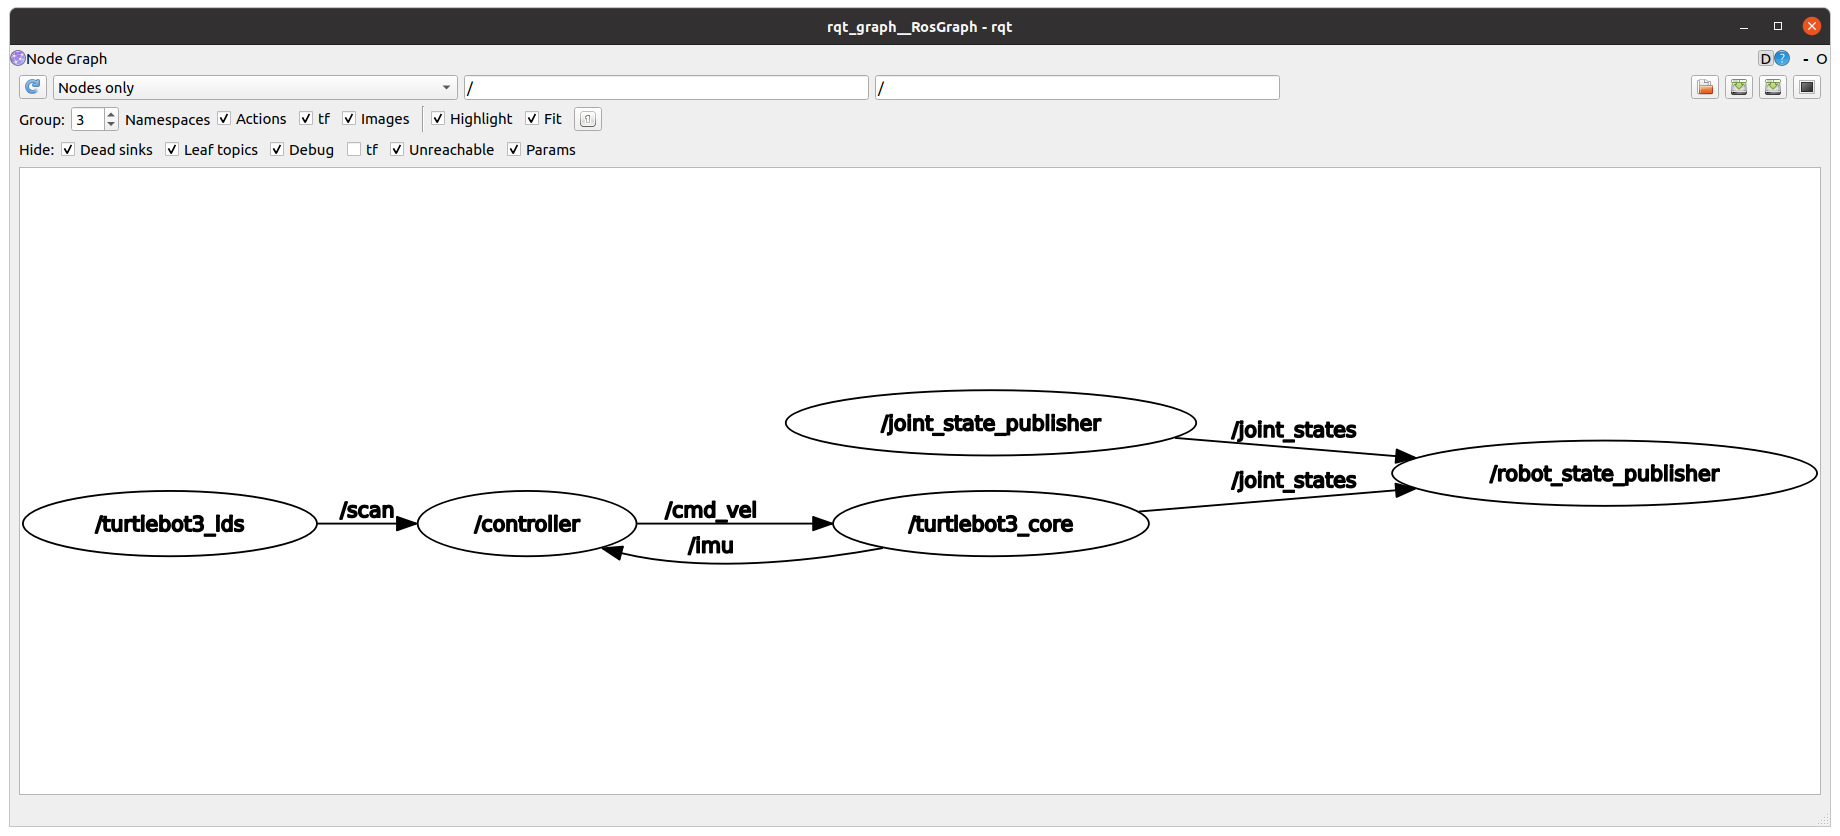 rqt_graph__RosGraph - rqt
Node Graph
D ? - O
Nodes only / /
Group: 3 Namespaces Actions tf Images Highlight Fit
Hide: Dead sinks Leaf topics Debug tf Unreachable Params
/joint_state_publisher
/joint_states
/robot_state_publisher
/joint_states
/turtlebot3_lds
/scan
/controller
/cmd_vel
/turtlebot3_core
/imu